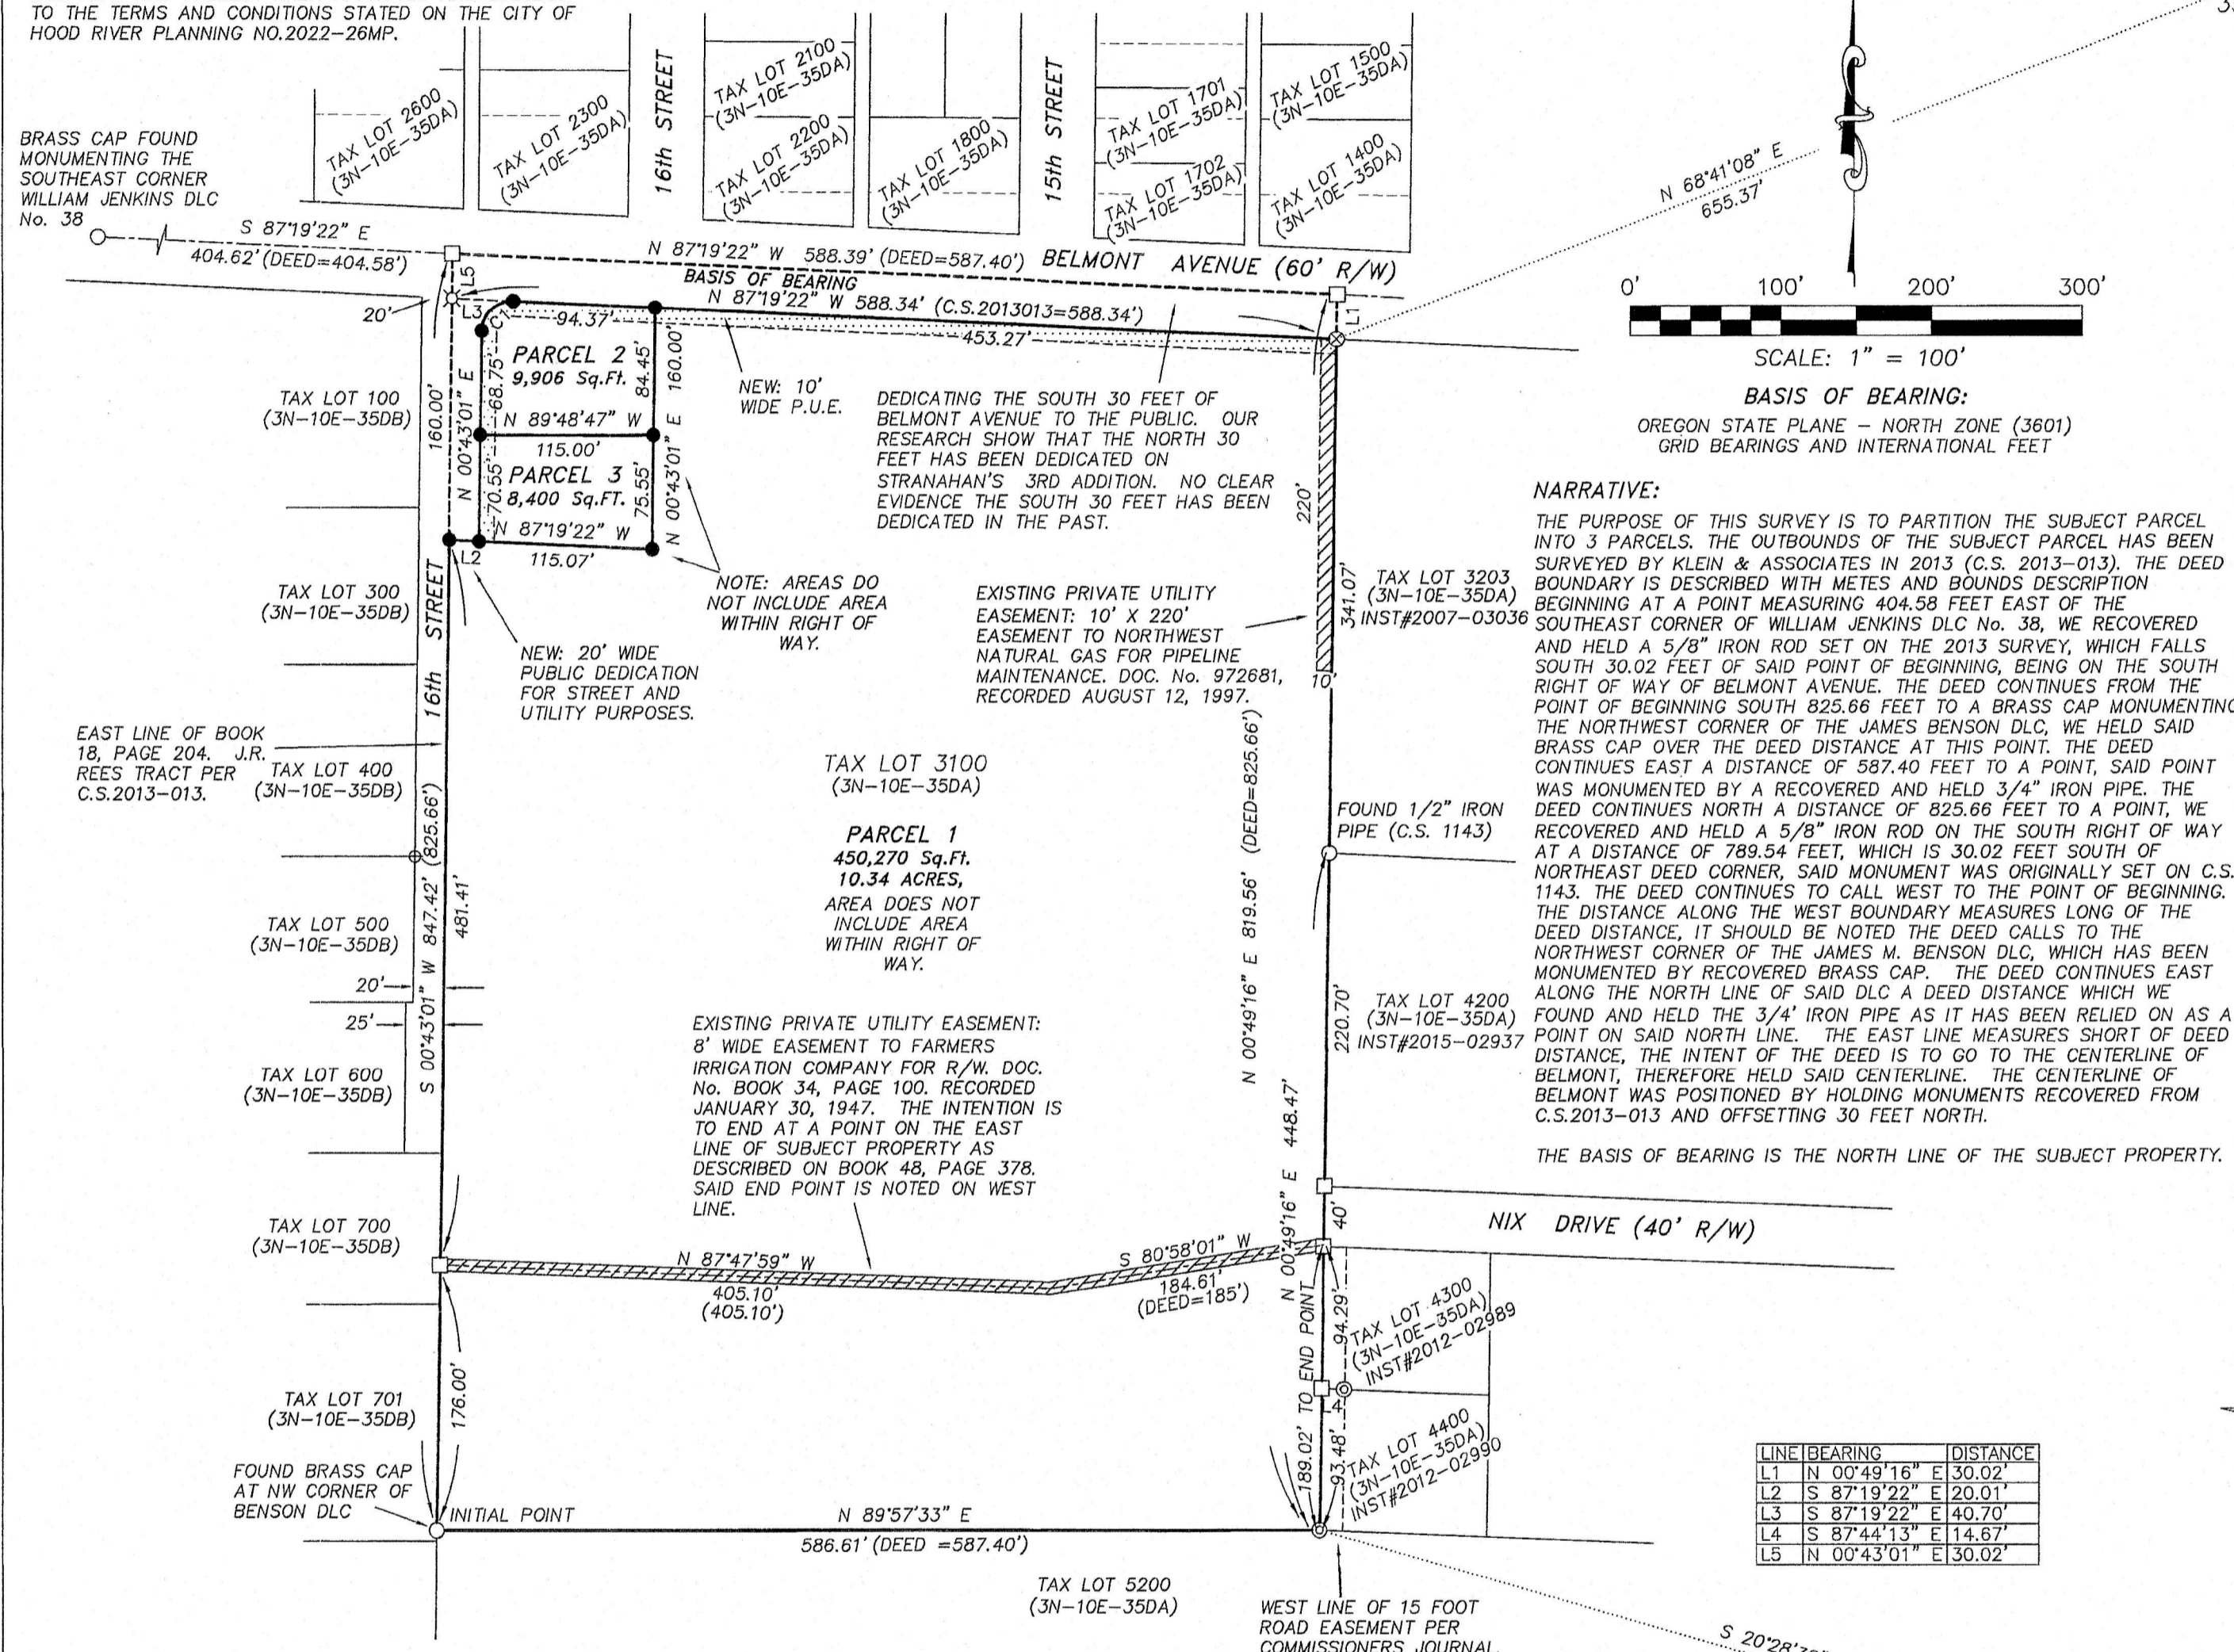 TO THE TERMS AND CONDITIONS STATED ON THE CITY OF
HOOD RIVER PLANNING NO.2022-26MP.
BRASS CAP FOUND
MONUMENTING THE
SOUTHEAST CORNER
WILLIAM JENKINS DLC
No. 38
TAX LOT 2600
(3N-10E-35DA)
TAX LOT 2300
(3N-10E-35DA)
16th STREET
TAX LOT 2100
(3N-10E-35DA)
TAX LOT 2200
(3N-10E-35DA)
TAX LOT 1800
(3N-10E-35DA)
15th STREET
TAX LOT 1701
(3N-10E-35DA)
TAX LOT 1702
(3N-10E-35DA)
TAX LOT 1500
(3N-10E-35DA)
TAX LOT 1400
(3N-10E-35DA)
N 68°41'08" E
655.37'
S 87°19'22" E
404.62' (DEED=404.58')
N 87°19'22" W 588.39' (DEED=587.40')
BELMONT AVENUE (60' R/W)
BASIS OF BEARING
N 87°19'22" W 588.34' (C.S.2013013=588.34')
L5
L3
C1
L1
20'
94.37'
453.27'
0' 100' 200' 300'
SCALE: 1" = 100'
BASIS OF BEARING:
OREGON STATE PLANE - NORTH ZONE (3601)
GRID BEARINGS AND INTERNATIONAL FEET
PARCEL 2
9,906 Sq.Ft.
68.75'
84.45'
160.00'
160.00'
N 00°43'01" E
N 00°43'01" E
N 89°48'47" W
115.00'
PARCEL 3
8,400 Sq.FT.
70.55'
75.55'
N 87°19'22" W
115.07'
L2
NEW: 10'
WIDE P.U.E.
DEDICATING THE SOUTH 30 FEET OF
BELMONT AVENUE TO THE PUBLIC. OUR
RESEARCH SHOW THAT THE NORTH 30
FEET HAS BEEN DEDICATED ON
STRANAHAN'S 3RD ADDITION. NO CLEAR
EVIDENCE THE SOUTH 30 FEET HAS BEEN
DEDICATED IN THE PAST.
220'
TAX LOT 100
(3N-10E-35DB)
TAX LOT 300
(3N-10E-35DB)
16th STREET
NOTE: AREAS DO
NOT INCLUDE AREA
WITHIN RIGHT OF
WAY.
NEW: 20' WIDE
PUBLIC DEDICATION
FOR STREET AND
UTILITY PURPOSES.
EXISTING PRIVATE UTILITY
EASEMENT: 10' X 220'
EASEMENT TO NORTHWEST
NATURAL GAS FOR PIPELINE
MAINTENANCE. DOC. No. 972681,
RECORDED AUGUST 12, 1997.
10'
341.07'
TAX LOT 3203
(3N-10E-35DA)
INST#2007-03036
NARRATIVE:
THE PURPOSE OF THIS SURVEY IS TO PARTITION THE SUBJECT PARCEL
INTO 3 PARCELS. THE OUTBOUNDS OF THE SUBJECT PARCEL HAS BEEN
SURVEYED BY KLEIN & ASSOCIATES IN 2013 (C.S. 2013-013). THE DEED
BOUNDARY IS DESCRIBED WITH METES AND BOUNDS DESCRIPTION
BEGINNING AT A POINT MEASURING 404.58 FEET EAST OF THE
SOUTHEAST CORNER OF WILLIAM JENKINS DLC No. 38, WE RECOVERED
AND HELD A 5/8" IRON ROD SET ON THE 2013 SURVEY, WHICH FALLS
SOUTH 30.02 FEET OF SAID POINT OF BEGINNING, BEING ON THE SOUTH
RIGHT OF WAY OF BELMONT AVENUE. THE DEED CONTINUES FROM THE
POINT OF BEGINNING SOUTH 825.66 FEET TO A BRASS CAP MONUMENTING
THE NORTHWEST CORNER OF THE JAMES BENSON DLC, WE HELD SAID
BRASS CAP OVER THE DEED DISTANCE AT THIS POINT. THE DEED
CONTINUES EAST A DISTANCE OF 587.40 FEET TO A POINT, SAID POINT
WAS MONUMENTED BY A RECOVERED AND HELD 3/4" IRON PIPE. THE
DEED CONTINUES NORTH A DISTANCE OF 825.66 FEET TO A POINT, WE
RECOVERED AND HELD A 5/8" IRON ROD ON THE SOUTH RIGHT OF WAY
AT A DISTANCE OF 789.54 FEET, WHICH IS 30.02 FEET SOUTH OF
NORTHEAST DEED CORNER, SAID MONUMENT WAS ORIGINALLY SET ON C.S.
1143. THE DEED CONTINUES TO CALL WEST TO THE POINT OF BEGINNING.
THE DISTANCE ALONG THE WEST BOUNDARY MEASURES LONG OF THE
DEED DISTANCE, IT SHOULD BE NOTED THE DEED CALLS TO THE
NORTHWEST CORNER OF THE JAMES M. BENSON DLC, WHICH HAS BEEN
MONUMENTED BY RECOVERED BRASS CAP. THE DEED CONTINUES EAST
ALONG THE NORTH LINE OF SAID DLC A DEED DISTANCE WHICH WE
FOUND AND HELD THE 3/4' IRON PIPE AS IT HAS BEEN RELIED ON AS A
POINT ON SAID NORTH LINE. THE EAST LINE MEASURES SHORT OF DEED
DISTANCE, THE INTENT OF THE DEED IS TO GO TO THE CENTERLINE OF
BELMONT, THEREFORE HELD SAID CENTERLINE. THE CENTERLINE OF
BELMONT WAS POSITIONED BY HOLDING MONUMENTS RECOVERED FROM
C.S.2013-013 AND OFFSETTING 30 FEET NORTH.
THE BASIS OF BEARING IS THE NORTH LINE OF THE SUBJECT PROPERTY.
EAST LINE OF BOOK
18, PAGE 204. J.R.
REES TRACT PER
C.S.2013-013.
TAX LOT 400
(3N-10E-35DB)
TAX LOT 3100
(3N-10E-35DA)
PARCEL 1
450,270 Sq.Ft.
10.34 ACRES,
AREA DOES NOT
INCLUDE AREA
WITHIN RIGHT OF
WAY.
S 00°43'01" W 847.42' (825.66')
481.41'
N 00°49'16" E 819.56' (DEED=825.66')
FOUND 1/2" IRON
PIPE (C.S. 1143)
TAX LOT 500
(3N-10E-35DB)
20'
25'
TAX LOT 600
(3N-10E-35DB)
EXISTING PRIVATE UTILITY EASEMENT:
8' WIDE EASEMENT TO FARMERS
IRRIGATION COMPANY FOR R/W. DOC.
No. BOOK 34, PAGE 100. RECORDED
JANUARY 30, 1947. THE INTENTION IS
TO END AT A POINT ON THE EAST
LINE OF SUBJECT PROPERTY AS
DESCRIBED ON BOOK 48, PAGE 378.
SAID END POINT IS NOTED ON WEST
LINE.
220.70'
TAX LOT 4200
(3N-10E-35DA)
INST#2015-02937
N 00°49'16" E 448.47'
40'
NIX DRIVE (40' R/W)
TAX LOT 700
(3N-10E-35DB)
N 87°47'59" W
405.10'
(405.10')
S 80°58'01" W
184.61'
(DEED=185')
189.02' TO END POINT
94.29'
TAX LOT 4300
(3N-10E-35DA)
INST#2012-02989
L4
93.48'
TAX LOT 4400
(3N-10E-35DA)
INST#2012-02990
TAX LOT 701
(3N-10E-35DB)
176.00'
FOUND BRASS CAP
AT NW CORNER OF
BENSON DLC
INITIAL POINT
N 89°57'33" E
586.61' (DEED =587.40')
TAX LOT 5200
(3N-10E-35DA)
WEST LINE OF 15 FOOT
ROAD EASEMENT PER
COMMISSIONERS JOURNAL
LINE BEARING DISTANCE
L1 N 00°49'16" E 30.02'
L2 S 87°19'22" E 20.01'
L3 S 87°19'22" E 40.70'
L4 S 87°44'13" E 14.67'
L5 N 00°43'01" E 30.02'